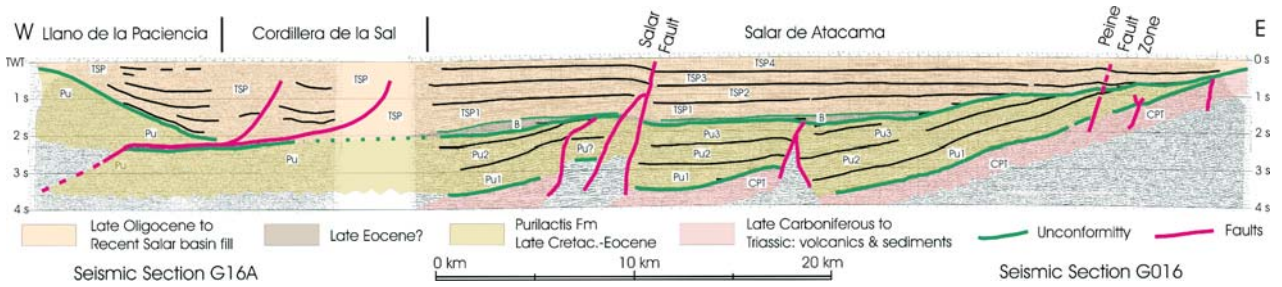 W Llano de la Paciencia Cordillera de la Sal Salar Fault Salar de Atacama Peine Fault Zone E
TWT TSP TSP TSP4 0 s
Pu TSP TSP3
1 s TSP TSP2 1 s
TSP1 TSP1
B B
2 s Pu Pu3 Pu3 CPT 2 s
Pu Pu Pu2 Pu? Pu2 Pu2 Pu1 CPT
3 s Pu1 Pu1 CPT 3 s
4 s 4 s
Late Oligocene to
Recent Salar basin fill
Late Eocene?
Purilactis Fm
Late Cretac.-Eocene
Late Carboniferous to
Triassic: volcanics & sediments
Unconformity
Faults
0 km 10 km 20 km
Seismic Section G16A
Seismic Section G016